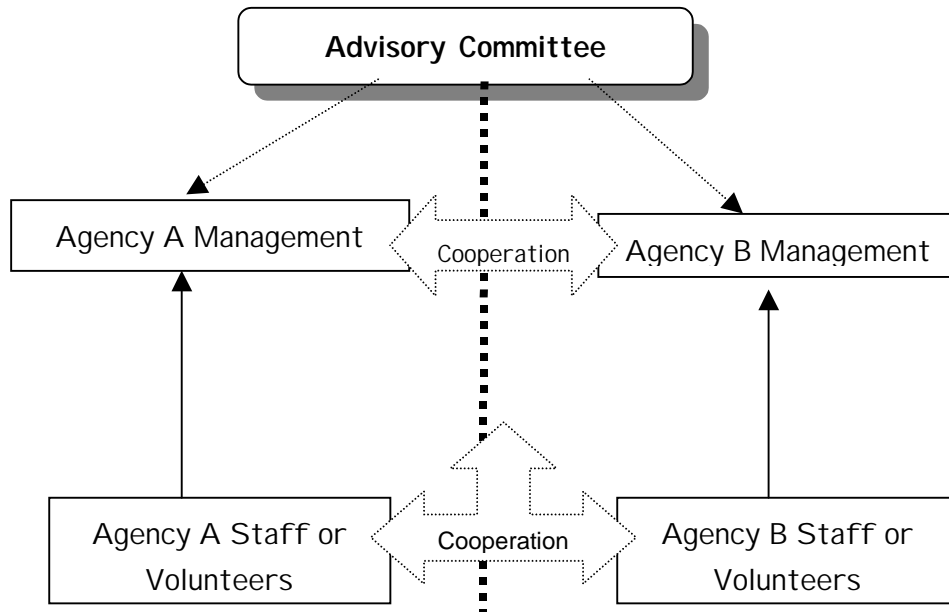 Advisory Committee
Agency A Management
Cooperation
Agency B Management
Agency A Staff or
Volunteers
Cooperation
Agency B Staff or
Volunteers